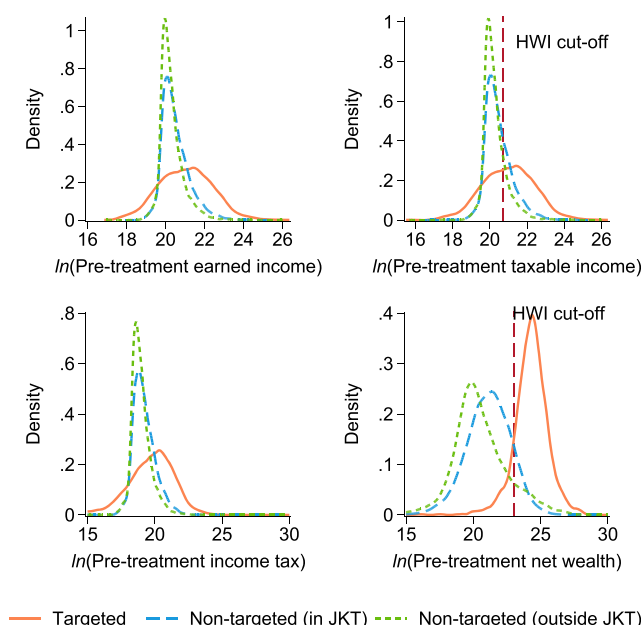 Density
1
.8
.6
.4
.2
0
16 18 20 22 24 26
ln(Pre-treatment earned income)
HWI cut-off
Density
1
.8
.6
.4
.2
0
16 18 20 22 24 26
ln(Pre-treatment taxable income)
Density
.8
.6
.4
.2
0
15 20 25 30
ln(Pre-treatment income tax)
HWI cut-off
Density
.4
.3
.2
.1
0
15 20 25 30
ln(Pre-treatment net wealth)
Targeted Non-targeted (in JKT) Non-targeted (outside JKT)